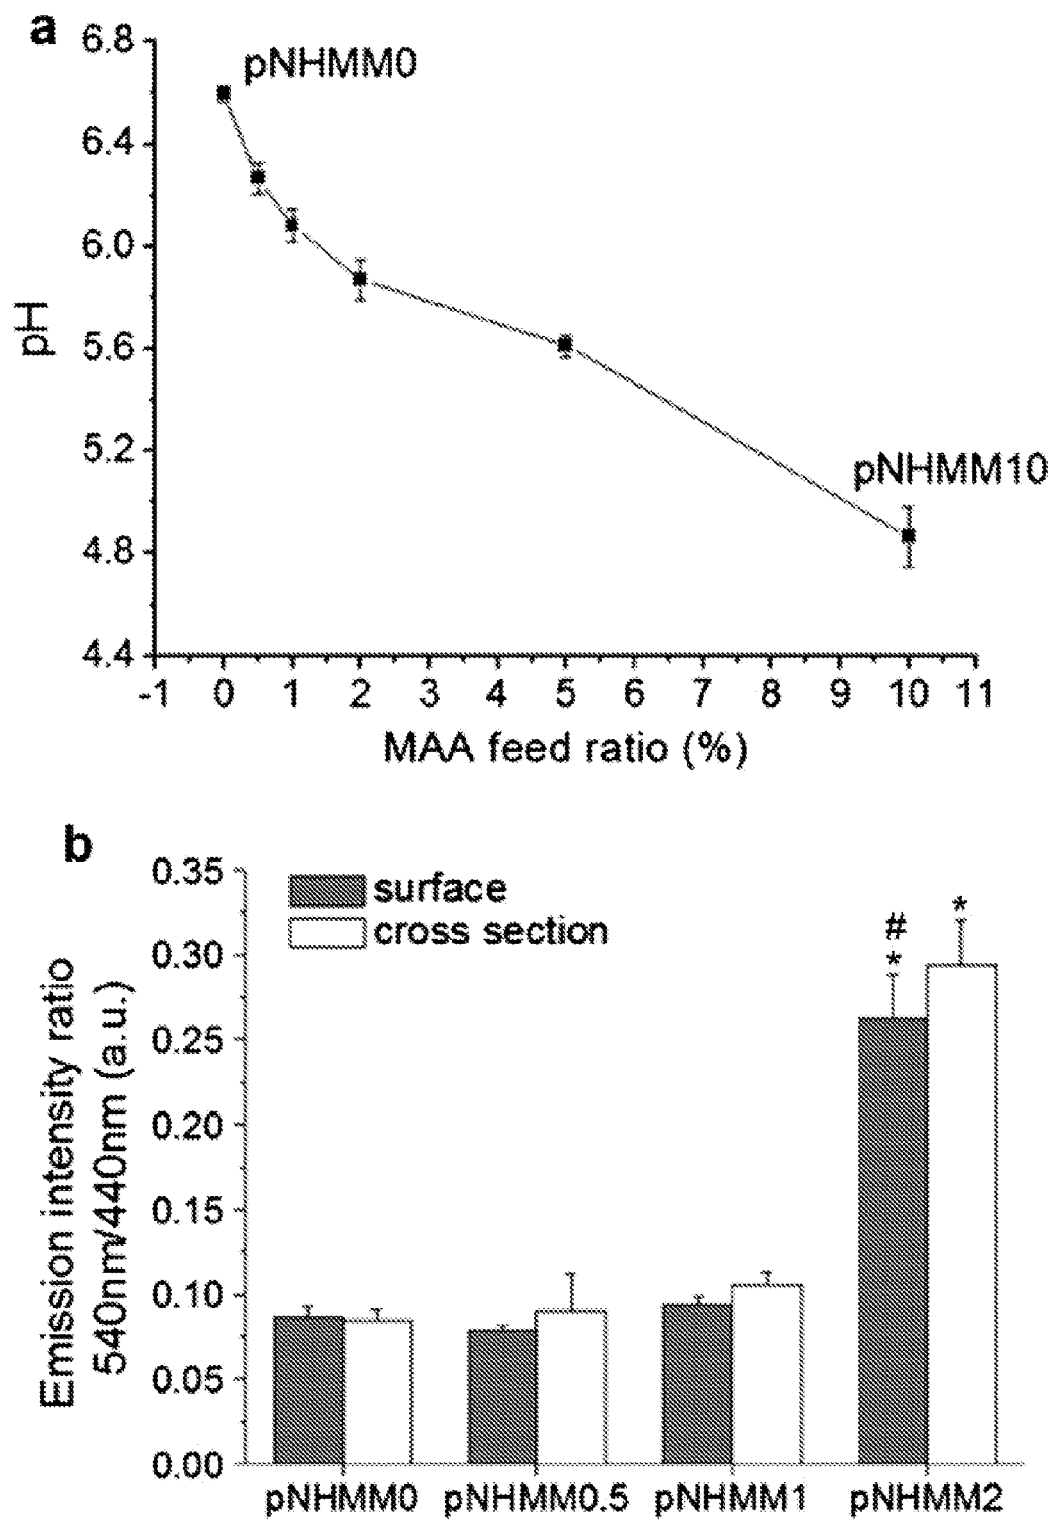 a
6.8
pNHMM0
6.4
6.0
pH
5.6
5.2
pNHMM10
4.8
4.4
-1 0 1 2 3 4 5 6 7 8 9 10 11
MAA feed ratio (%)
b
0.35
surface
cross section
*
#
*
0.30
0.25
0.20
0.15
0.10
0.05
0.00
Emission intensity ratio
540nm/440nm (a.u.)
pNHMM0 pNHMM0.5 pNHMM1 pNHMM2